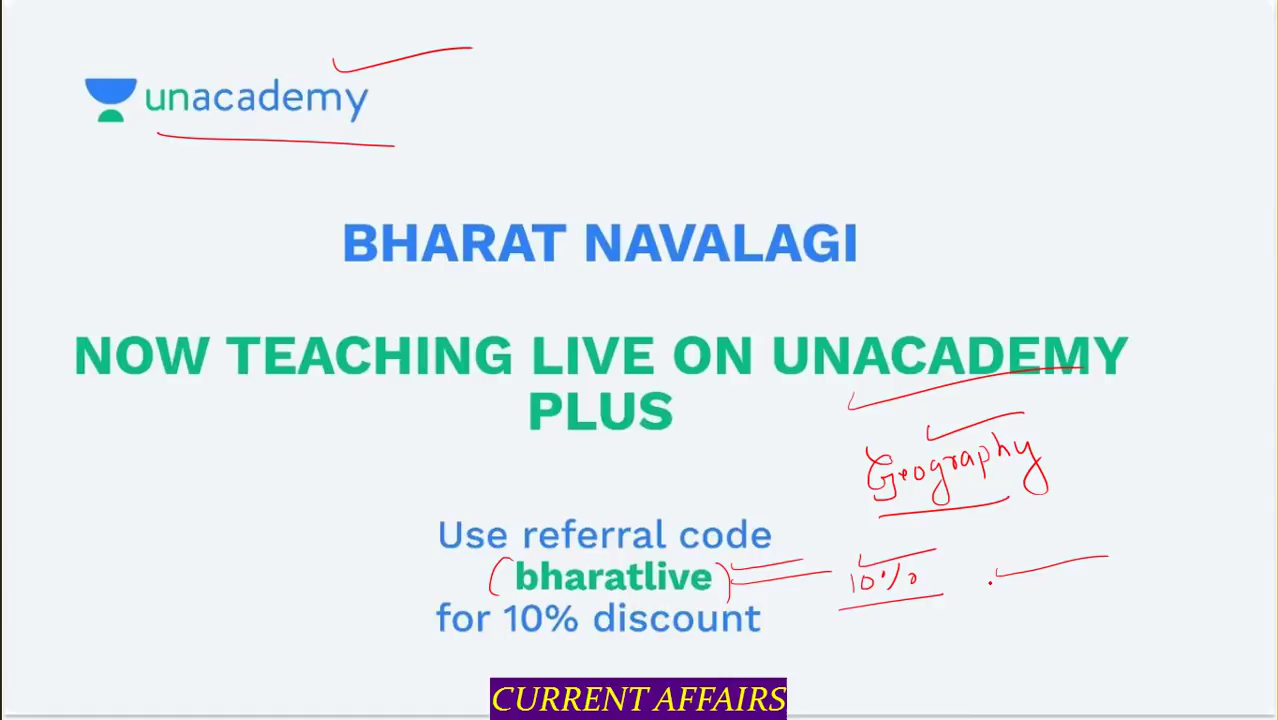 unacademy
BHARAT NAVALAGI
NOW TEACHING LIVE ON UNACADEMY
PLUS
Geography
Use referral code
(bharatlive) 10%
for 10% discount
CURRENT AFFAIRS